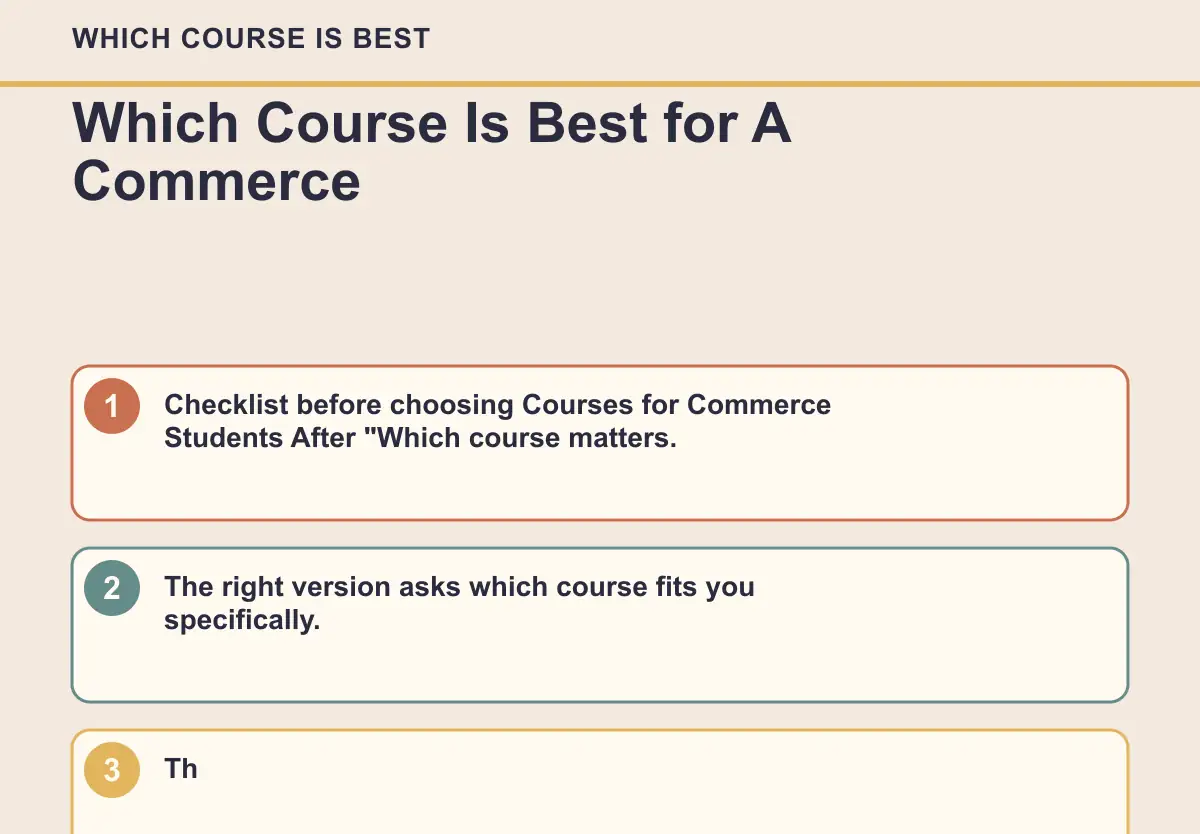 WHICH COURSE IS BEST
Which Course Is Best for A
Commerce
1
Checklist before choosing Courses for Commerce
Students After "Which course matters.
2
The right version asks which course fits you
specifically.
3
Th